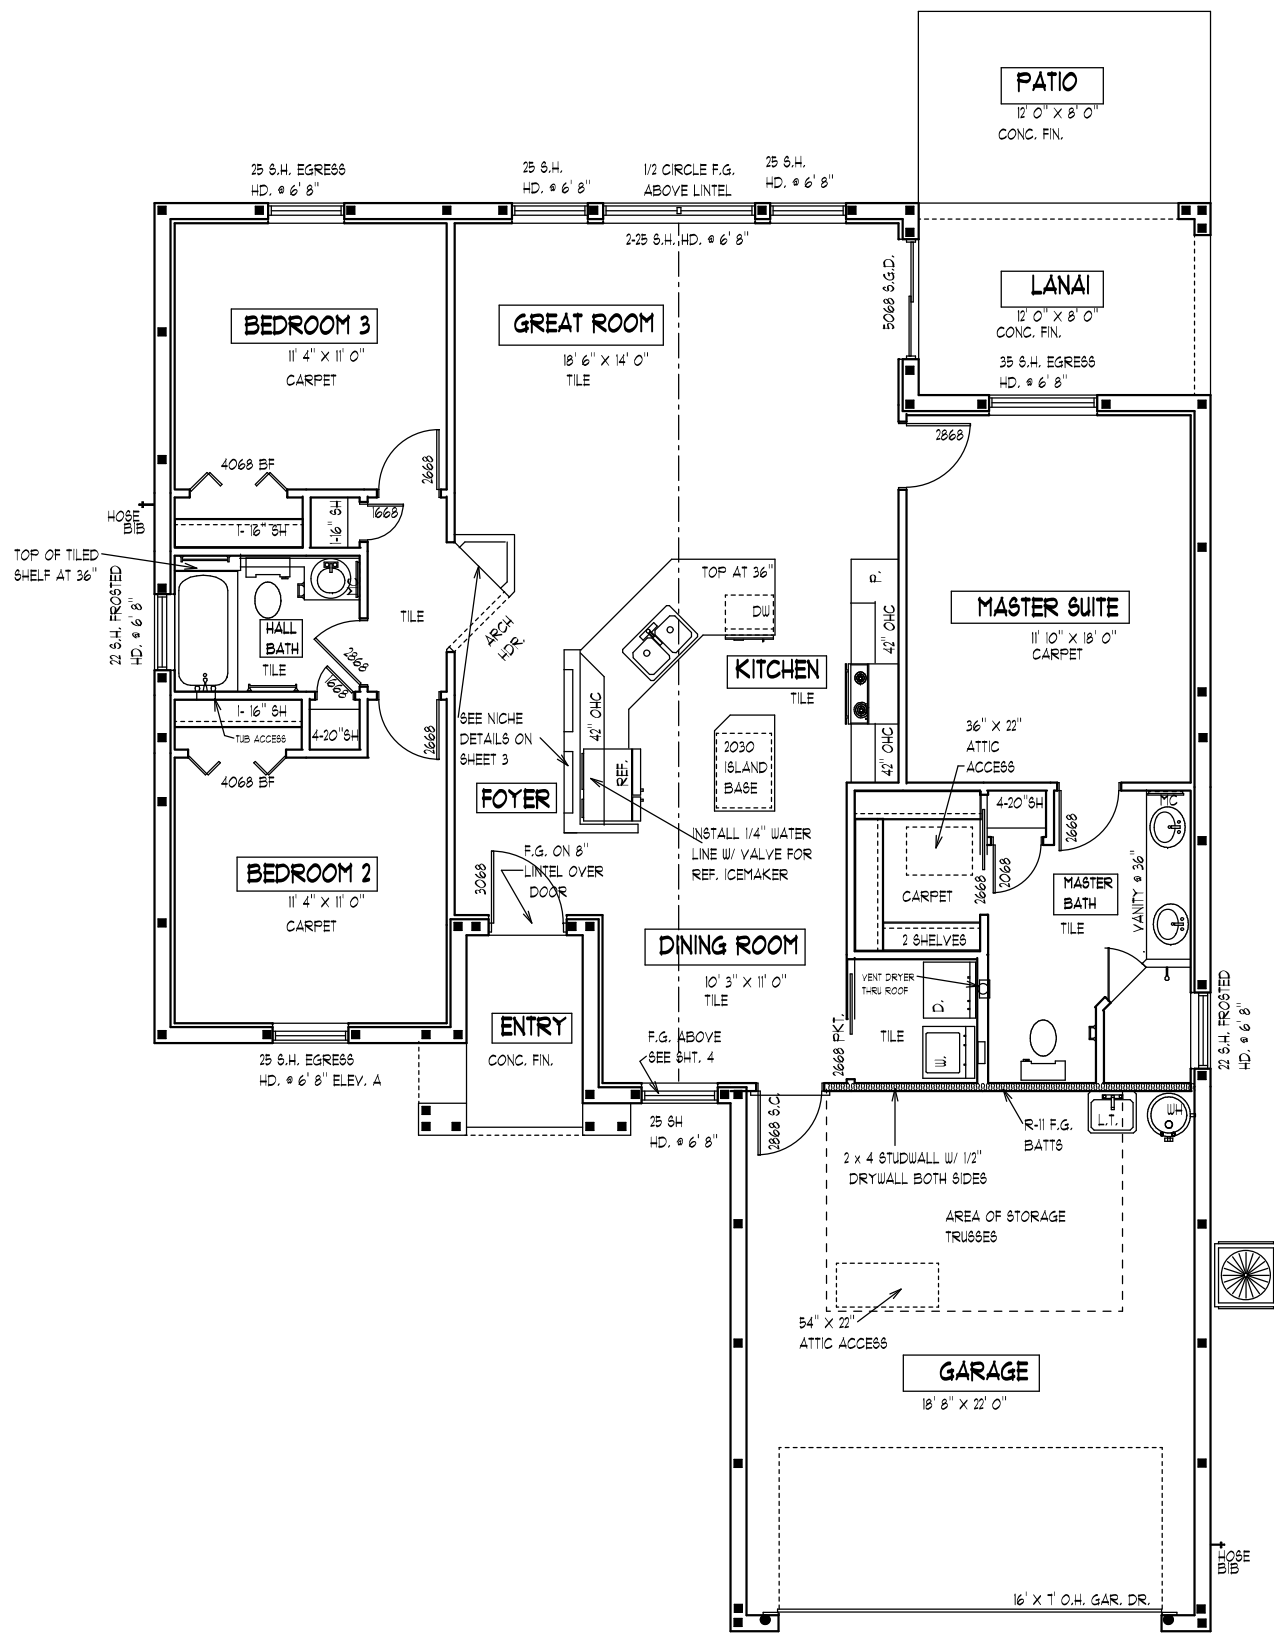 PATIO
12' 0" X 8' 0"
CONC. FIN.
25 S.H. EGRESS
HD. @ 6' 8"
25 S.H.
HD. @ 6' 8"
1/2 CIRCLE F.G.
ABOVE LINTEL
25 S.H.
HD. @ 6' 8"
2-25 S.H. HD. @ 6' 8"
5068 S.G.D.
LANAI
12' 0" X 8' 0"
CONC. FIN.
35 S.H. EGRESS
HD. @ 6' 8"
BEDROOM 3
11' 4" X 11' 0"
CARPET
GREAT ROOM
18' 6" X 14' 0"
TILE
2868
4068 BF
2668
1668
1-16" SH
1- 16" SH
HOSE
BIB
TOP OF TILED
SHELF AT 36"
22 S.H. FROSTED
HD. @ 6' 8"
MC
HALL
BATH
TILE
TILE
2868
1668
ARCH
HDR.
TOP AT 36"
DW
P.
42" OHC
KITCHEN
TILE
MASTER SUITE
11' 10" X 18' 0"
CARPET
1- 16" SH
TUB ACCESS
4-20"SH
4068 BF
2668
SEE NICHE
DETAILS ON
SHEET 3
42" OHC
REF.
2030
ISLAND
BASE
42" OHC
36" X 22"
ATTIC
ACCESS
FOYER
INSTALL 1/4" WATER
LINE W/ VALVE FOR
REF. ICEMAKER
4-20"SH
2668
MC
BEDROOM 2
11' 4" X 11' 0"
CARPET
3068
F.G. ON 8"
LINTEL OVER
DOOR
CARPET
2668
2068
MASTER
BATH
TILE
VANITY @ 36"
2 SHELVES
DINING ROOM
10' 3" X 11' 0"
TILE
VENT DRYER
THRU ROOF
D.
W.
TILE
2668 PKT.
22 S.H. FROSTED
HD. @ 6' 8"
ENTRY
CONC. FIN.
F.G. ABOVE
SEE SHT. 4
25 S.H. EGRESS
HD. @ 6' 8" ELEV. A
25 SH
HD. @ 6' 8"
2868 S.C.
L.T.
WH
R-11 F.G.
BATTS
2 x 4 STUDWALL W/ 1/2"
DRYWALL BOTH SIDES
AREA OF STORAGE
TRUSSES
54" X 22"
ATTIC ACCESS
GARAGE
18' 8" X 22' 0"
HOSE
BIB
16' X 7' O.H. GAR. DR.